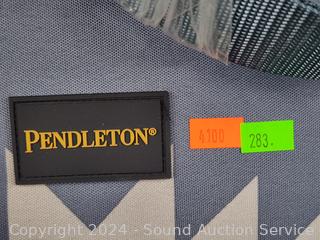 PENDLETON®
4100
283.
Copyright 2024 - Sound Auction Service